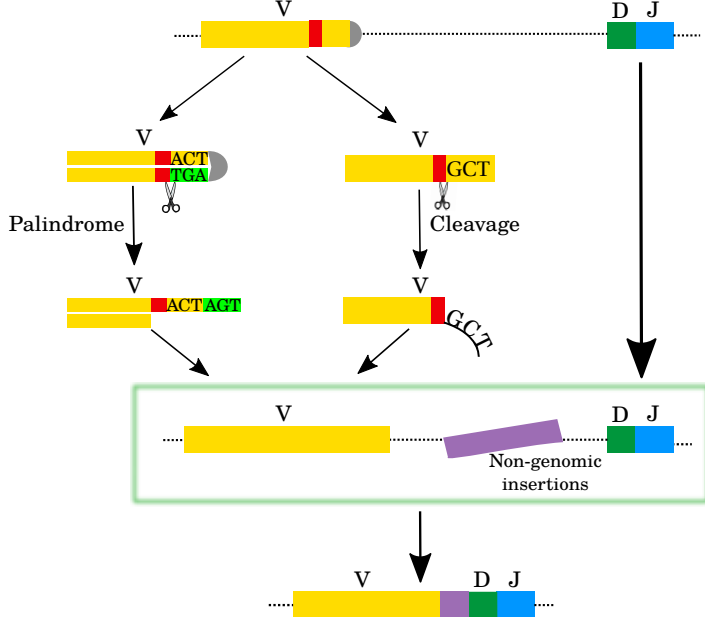 V
D J
V
V
ACT
TGA
GCT
Palindrome
Cleavage
V
V
ACT AGT
GCT
V
D J
Non-genomic
insertions
V
D J